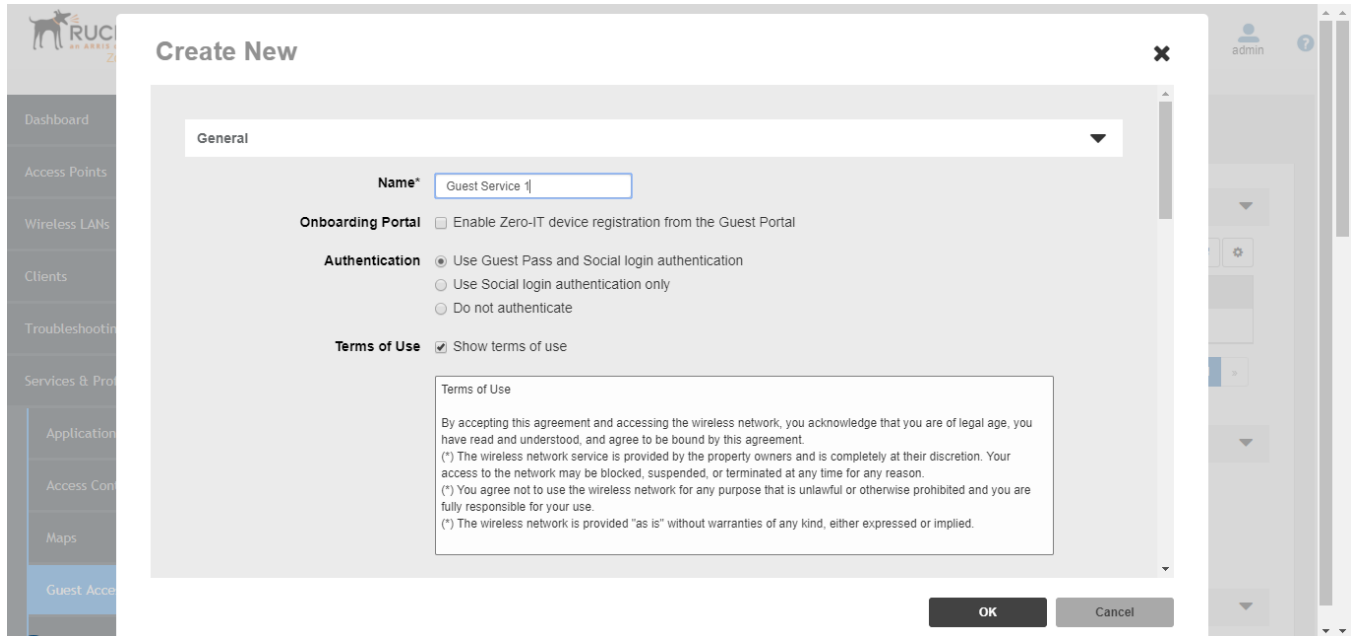 RUC
an ARRIS
Create New
admin
General
Name*
Guest Service 1
Onboarding Portal
Enable Zero-IT device registration from the Guest Portal
Authentication
Use Guest Pass and Social login authentication
Use Social login authentication only
Do not authenticate
Terms of Use
Show terms of use
Terms of Use
By accepting this agreement and accessing the wireless network, you acknowledge that you are of legal age, you
have read and understood, and agree to be bound by this agreement.
(*) The wireless network service is provided by the property owners and is completely at their discretion. Your
access to the network may be blocked, suspended, or terminated at any time for any reason.
(*) You agree not to use the wireless network for any purpose that is unlawful or otherwise prohibited and you are
fully responsible for your use.
(*) The wireless network is provided "as is" without warranties of any kind, either expressed or implied.
OK
Cancel
Dashboard
Access Points
Wireless LANs
Clients
Troubleshootin
Services & Prof
Application
Access Cont
Maps
Guest Acce